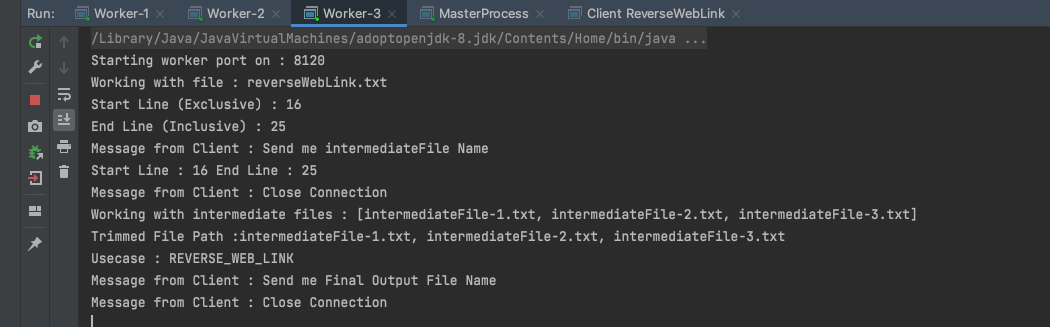 Run: Worker-1 Worker-2 Worker-3 MasterProcess Client ReverseWebLink
/Library/Java/JavaVirtualMachines/adoptopenjdk-8.jdk/Contents/Home/bin/java ...
Starting worker port on : 8120
Working with file : reverseWebLink.txt
Start Line (Exclusive) : 16
End Line (Inclusive) : 25
Message from Client : Send me intermediateFile Name
Start Line : 16 End Line : 25
Message from Client : Close Connection
Working with intermediate files : [intermediateFile-1.txt, intermediateFile-2.txt, intermediateFile-3.txt]
Trimmed File Path :intermediateFile-1.txt, intermediateFile-2.txt, intermediateFile-3.txt
Usecase : REVERSE_WEB_LINK
Message from Client : Send me Final Output File Name
Message from Client : Close Connection